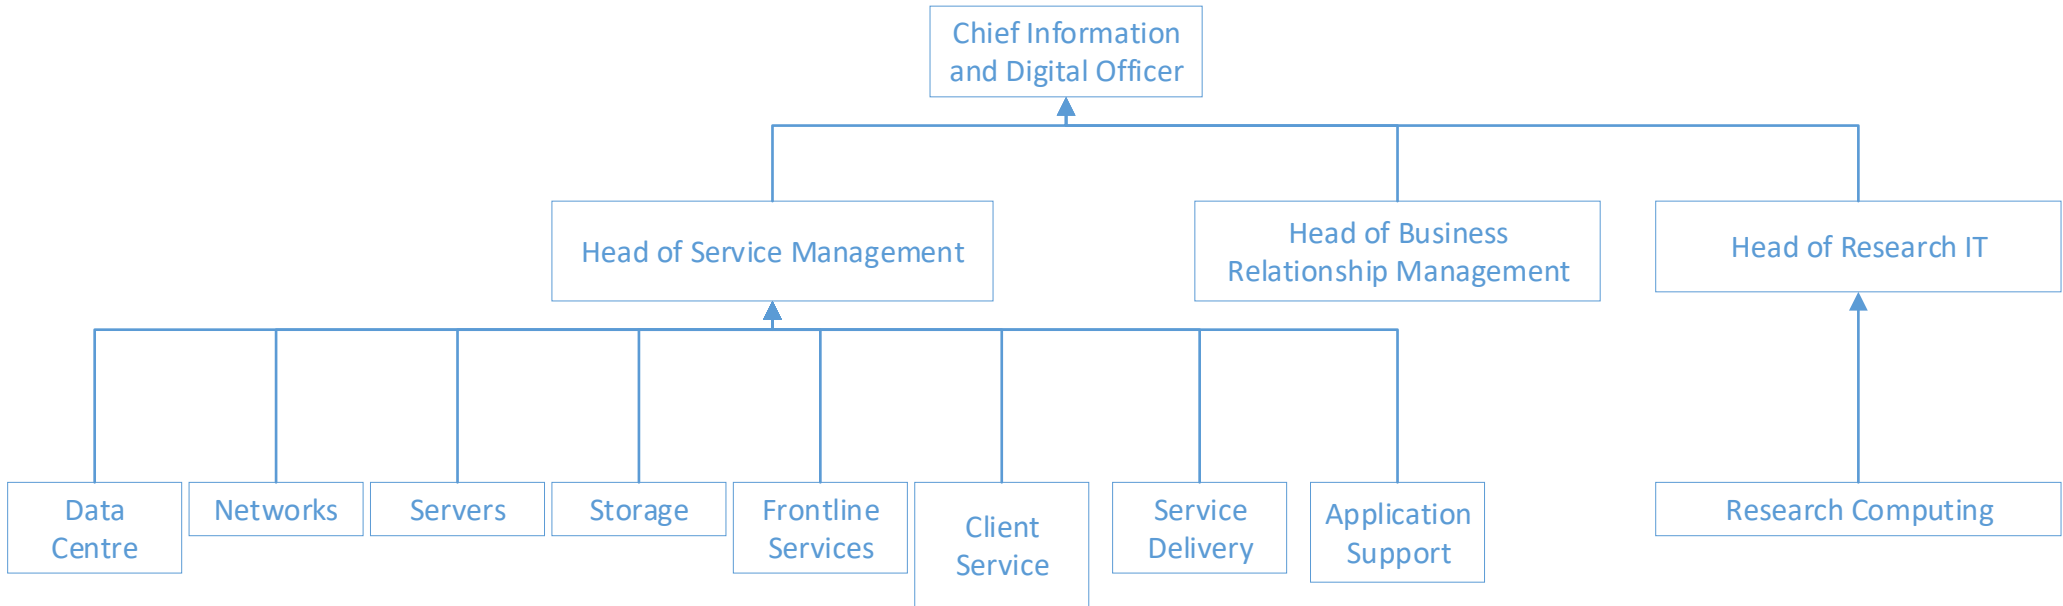 Chief Information
and Digital Officer
Head of Service Management
Head of Business
Relationship Management
Head of Research IT
Data
Centre
Networks
Servers
Storage
Frontline
Services
Client
Service
Service
Delivery
Application
Support
Research Computing